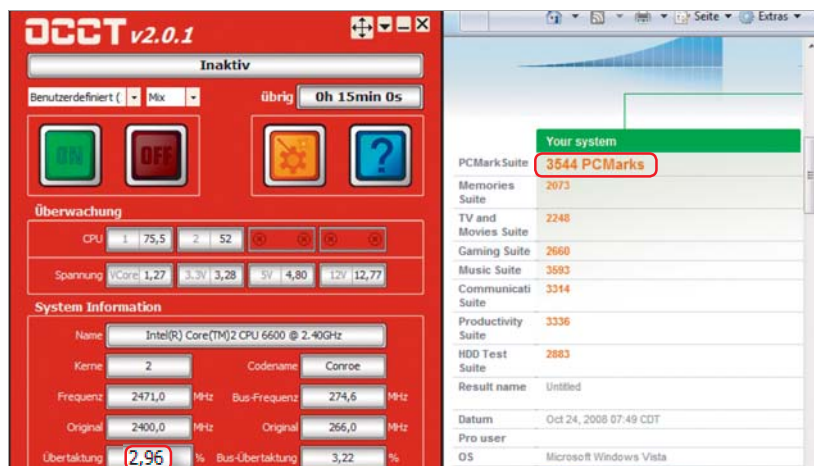 OCCT v2.0.1
Inaktiv
Benutzerdefiniert ( Mix übrig 0h 15min 0s
ON OFF ?
Überwachung
CPU 1 75,5 2 52
Spannung VCore 1,27 3.3V 3,28 5V 4,80 12V 12,77
System Information
Name Intel(R) Core(TM)2 CPU 6600 @ 2.40GHz
Kerne 2 Codename Conroe
Frequenz 2471,0 MHz Bus-Frequenz 274,6 MHz
Original 2400,0 MHz Original 266,0 MHz
Übertaktung 2,96 % Bus-Übertaktung 3,22 %
Seite Extras
Your system
PCMark Suite 3544 PCMarks
Memories Suite 2073
TV and Movies Suite 2248
Gaming Suite 2660
Music Suite 3593
Communicati Suite 3314
Productivity Suite 3336
HDD Test Suite 2883
Result name Untitled
Datum Oct 24, 2008 07:49 CDT
Pro user
OS Microsoft Windows Vista